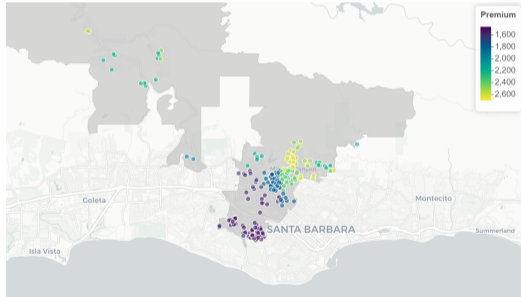 Premium
1,600
1,800
2,000
2,200
2,400
2,600
Goleta
Montecito
SANTA BARBARA
Summerland
Isla Vista